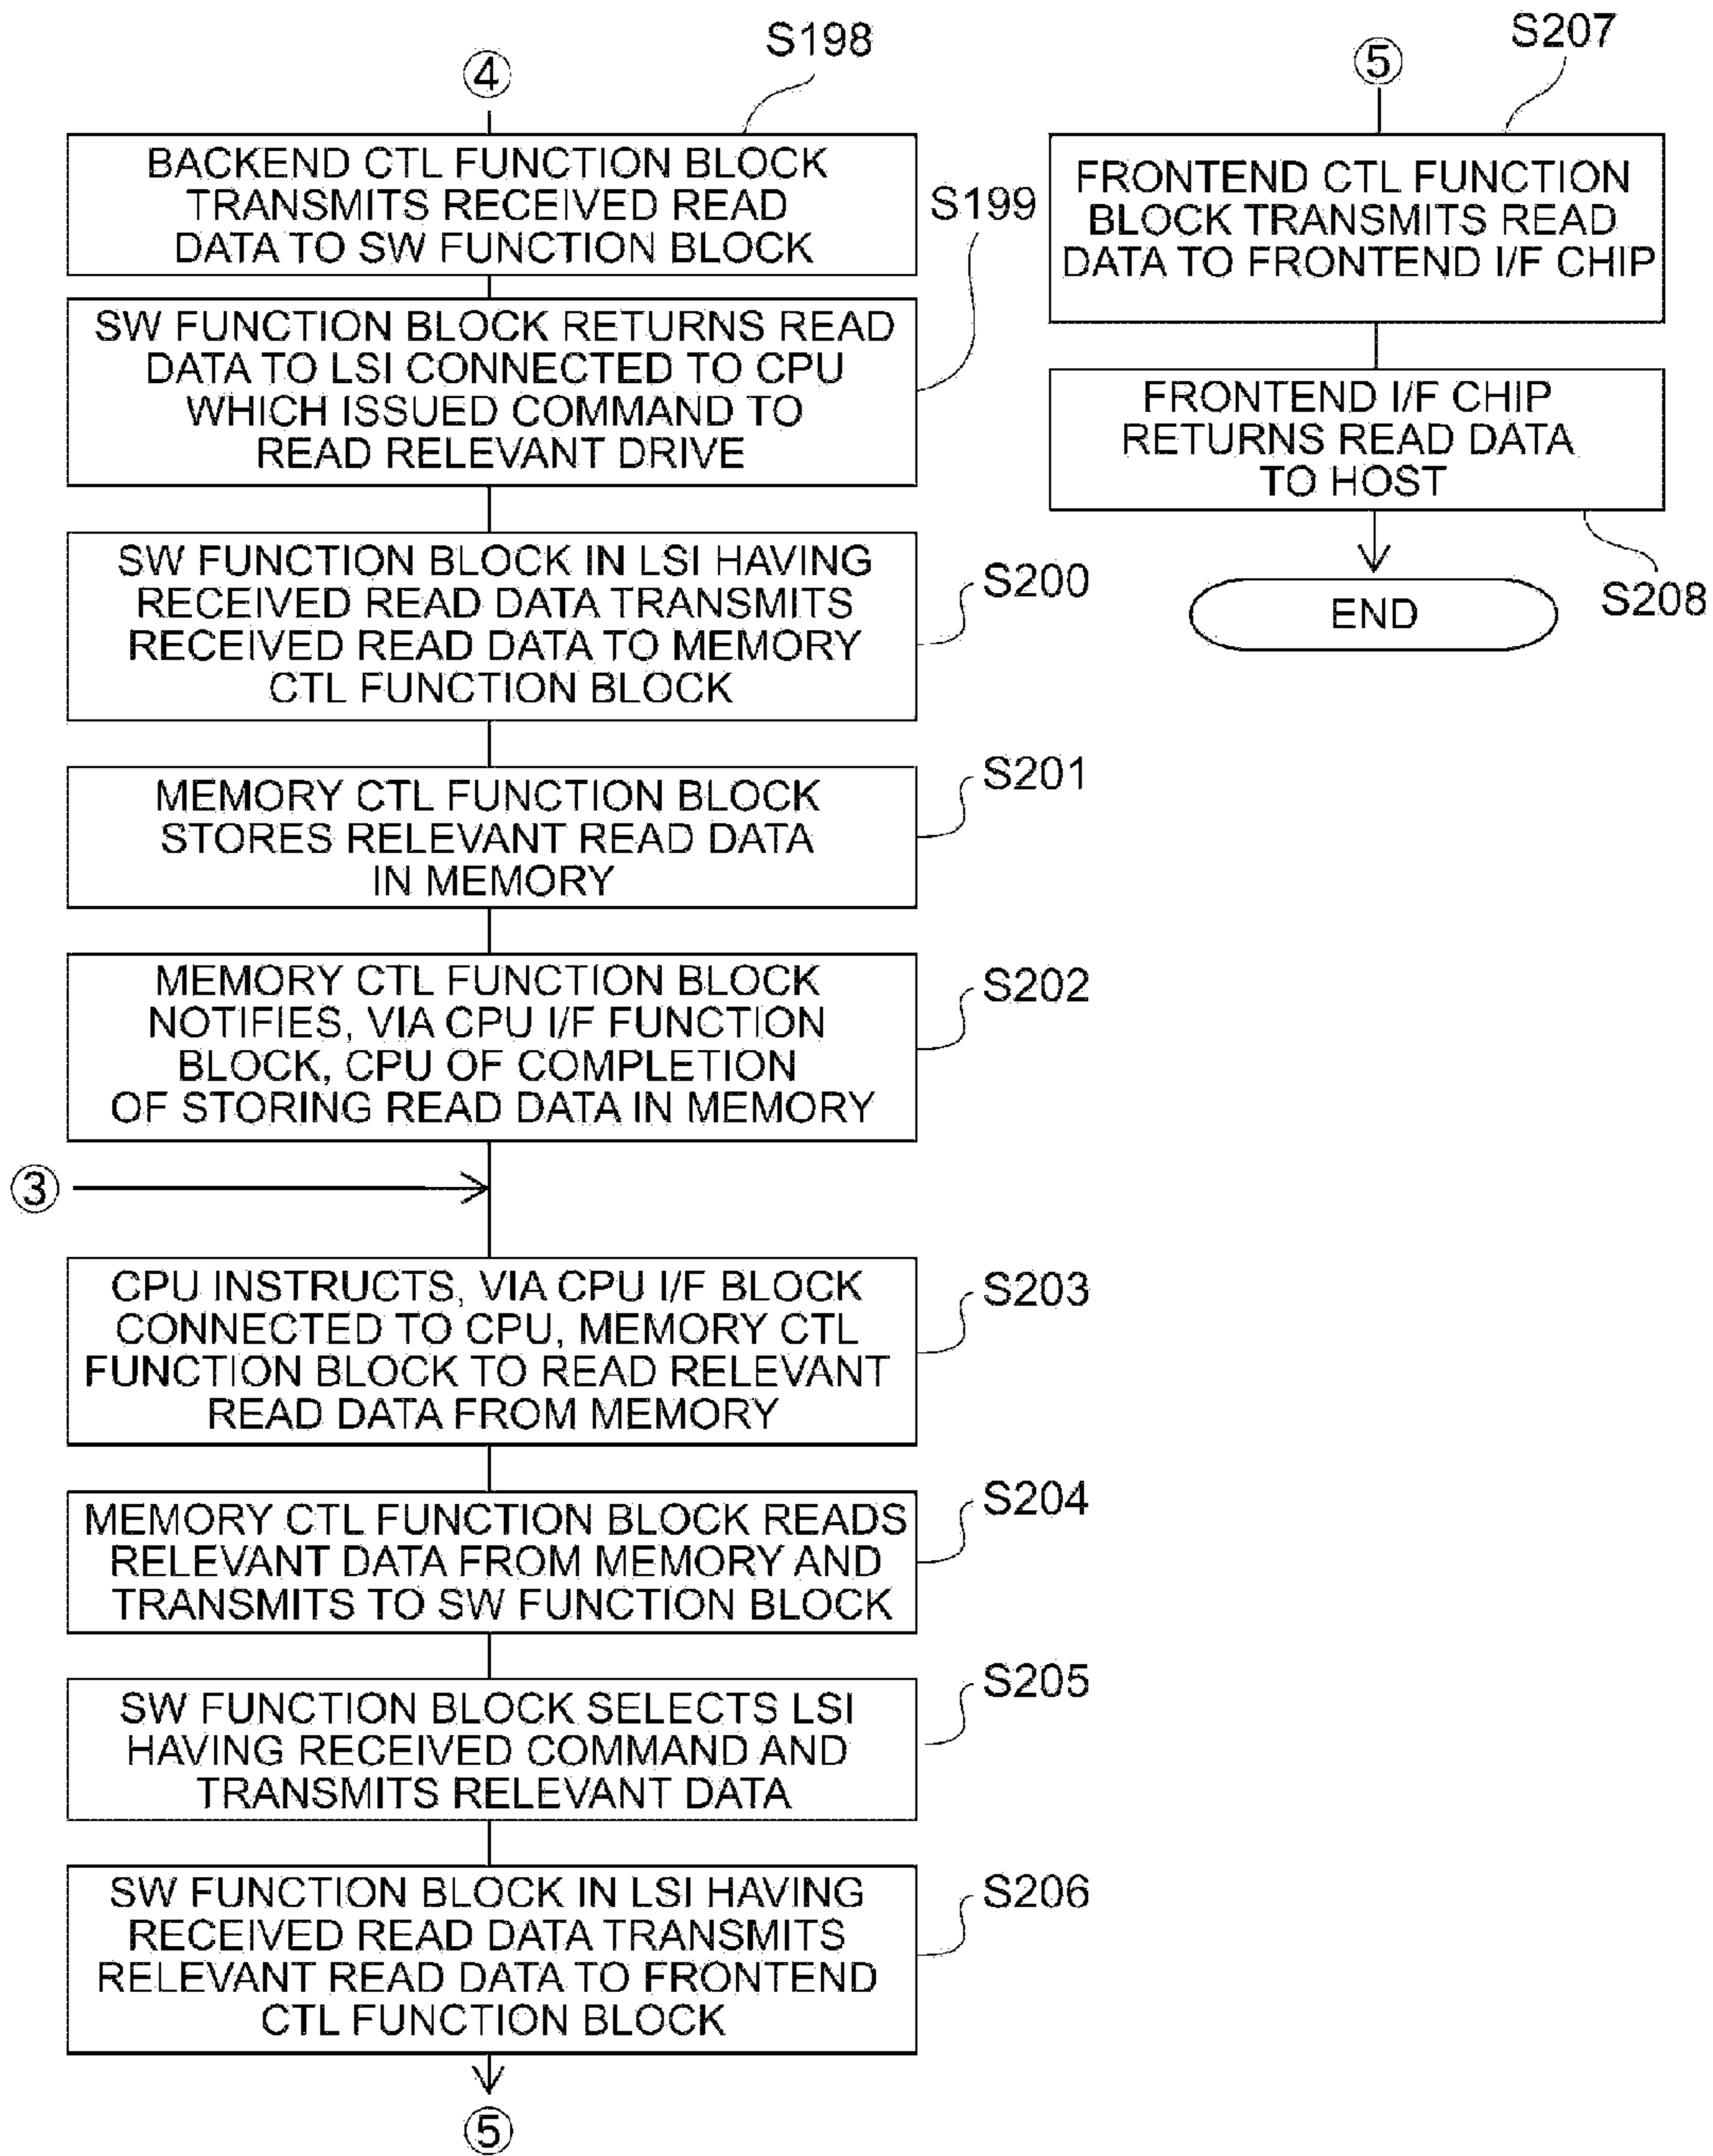 ④
S198
BACKEND CTL FUNCTION BLOCK
TRANSMITS RECEIVED READ
DATA TO SW FUNCTION BLOCK
S199
SW FUNCTION BLOCK RETURNS READ
DATA TO LSI CONNECTED TO CPU
WHICH ISSUED COMMAND TO
READ RELEVANT DRIVE
S200
SW FUNCTION BLOCK IN LSI HAVING
RECEIVED READ DATA TRANSMITS
RECEIVED READ DATA TO MEMORY
CTL FUNCTION BLOCK
S201
MEMORY CTL FUNCTION BLOCK
STORES RELEVANT READ DATA
IN MEMORY
S202
MEMORY CTL FUNCTION BLOCK
NOTIFIES, VIA CPU I/F FUNCTION
BLOCK, CPU OF COMPLETION
OF STORING READ DATA IN MEMORY
③
S203
CPU INSTRUCTS, VIA CPU I/F BLOCK
CONNECTED TO CPU, MEMORY CTL
FUNCTION BLOCK TO READ RELEVANT
READ DATA FROM MEMORY
S204
MEMORY CTL FUNCTION BLOCK READS
RELEVANT DATA FROM MEMORY AND
TRANSMITS TO SW FUNCTION BLOCK
S205
SW FUNCTION BLOCK SELECTS LSI
HAVING RECEIVED COMMAND AND
TRANSMITS RELEVANT DATA
S206
SW FUNCTION BLOCK IN LSI HAVING
RECEIVED READ DATA TRANSMITS
RELEVANT READ DATA TO FRONTEND
CTL FUNCTION BLOCK
⑤
⑤
S207
FRONTEND CTL FUNCTION
BLOCK TRANSMITS READ
DATA TO FRONTEND I/F CHIP
FRONTEND I/F CHIP
RETURNS READ DATA
TO HOST
S208
END